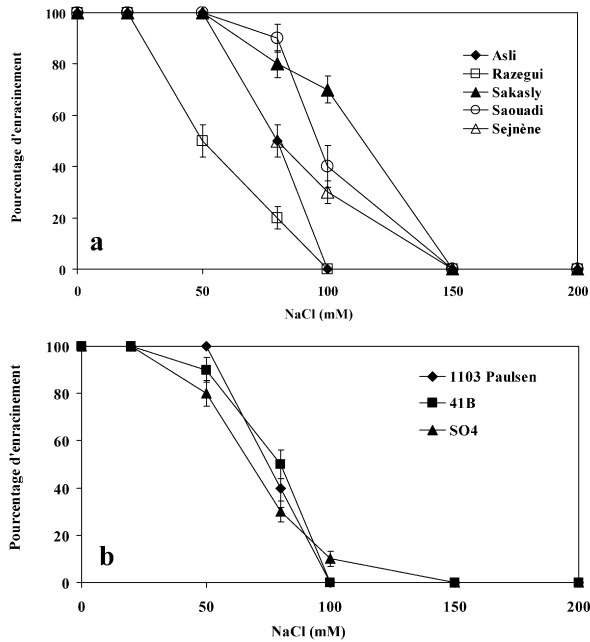 100
80
60
40
20
0
Pourcentage d'enracinement
a
Asli
Razegui
Sakasly
Saouadi
Sejnène
0 50 100 150 200
NaCl (mM)
100
80
60
40
20
0
Pourcentage d'enracinement
b
1103 Paulsen
41B
SO4
0 50 100 150 200
NaCl (mM)